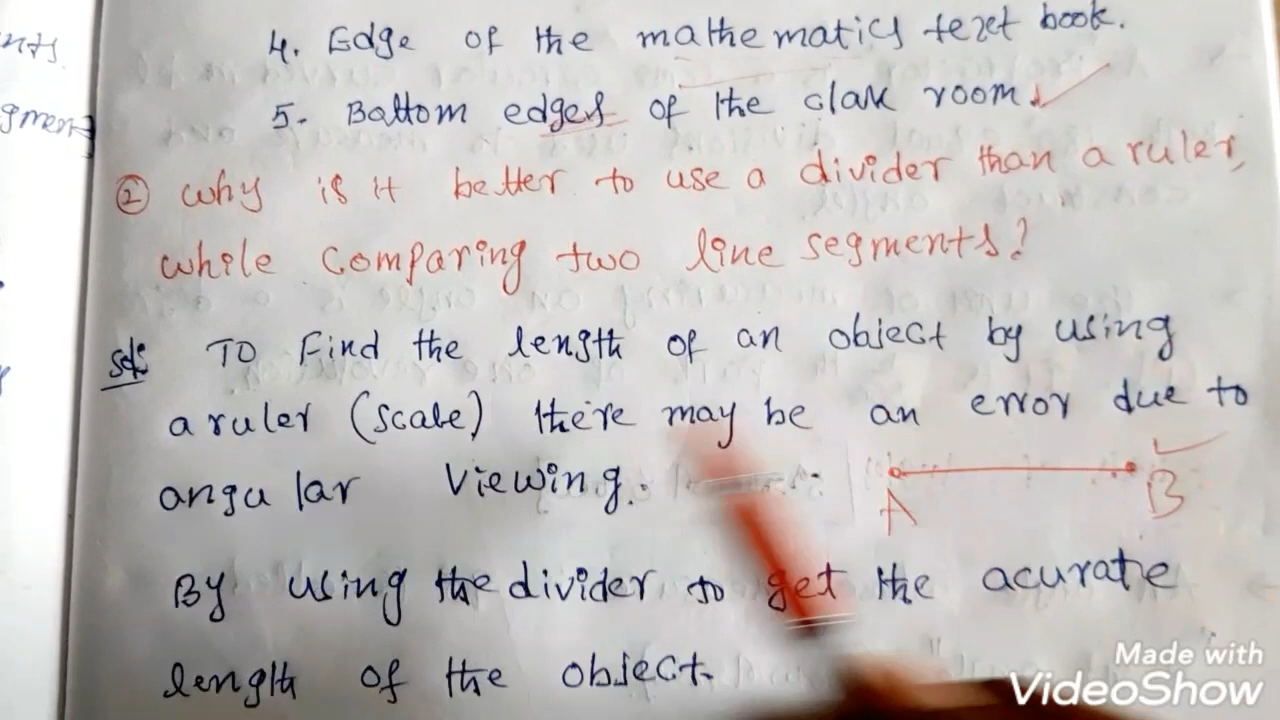 nts
4. Edge of the mathematics text book.
gment
5. Bottom edges of the class room.
② why is it better to use a divider than a ruler,
while comparing two line segments?
Sol: To Find the length of an object by using
a ruler (scale) there may be an error due to
angular viewing.
A B
By using the divider to get the acurate
length of the object.
Made with
VideoShow